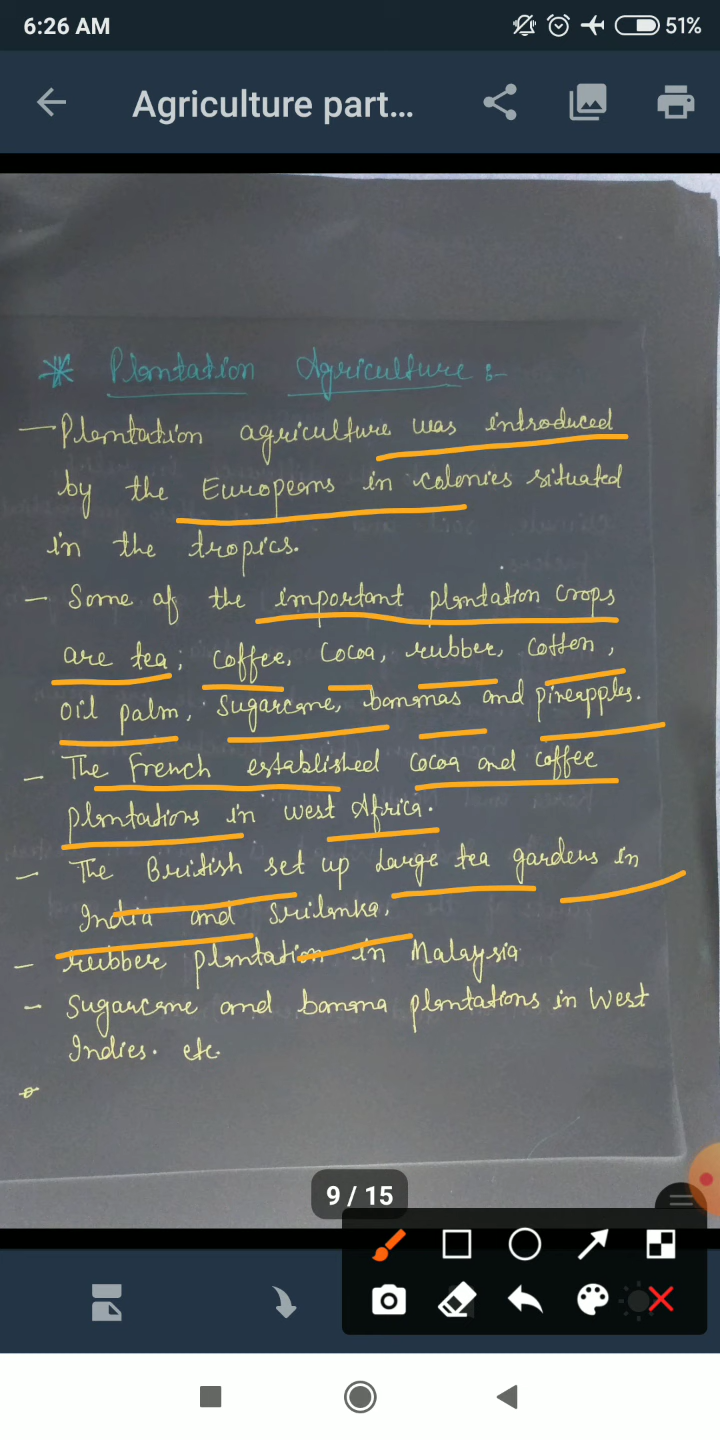 6:26 AM
51%
Agriculture part...
* Plantation Agriculture :-
— Plantation agriculture was introduced
by the Europeans in colonies situated
in the tropics.
- Some of the important plantation crops
are tea, coffee, cocoa, rubber, cotton,
oil palm, sugarcane, bananas and pineapples.
- The French established cocoa and coffee
plantations in west Africa.
- The British set up large tea gardens in
India and Srilanka.
- rubber plantation in Malaysia
- Sugarcane and banana plantations in West
Indies. etc.
9 / 15